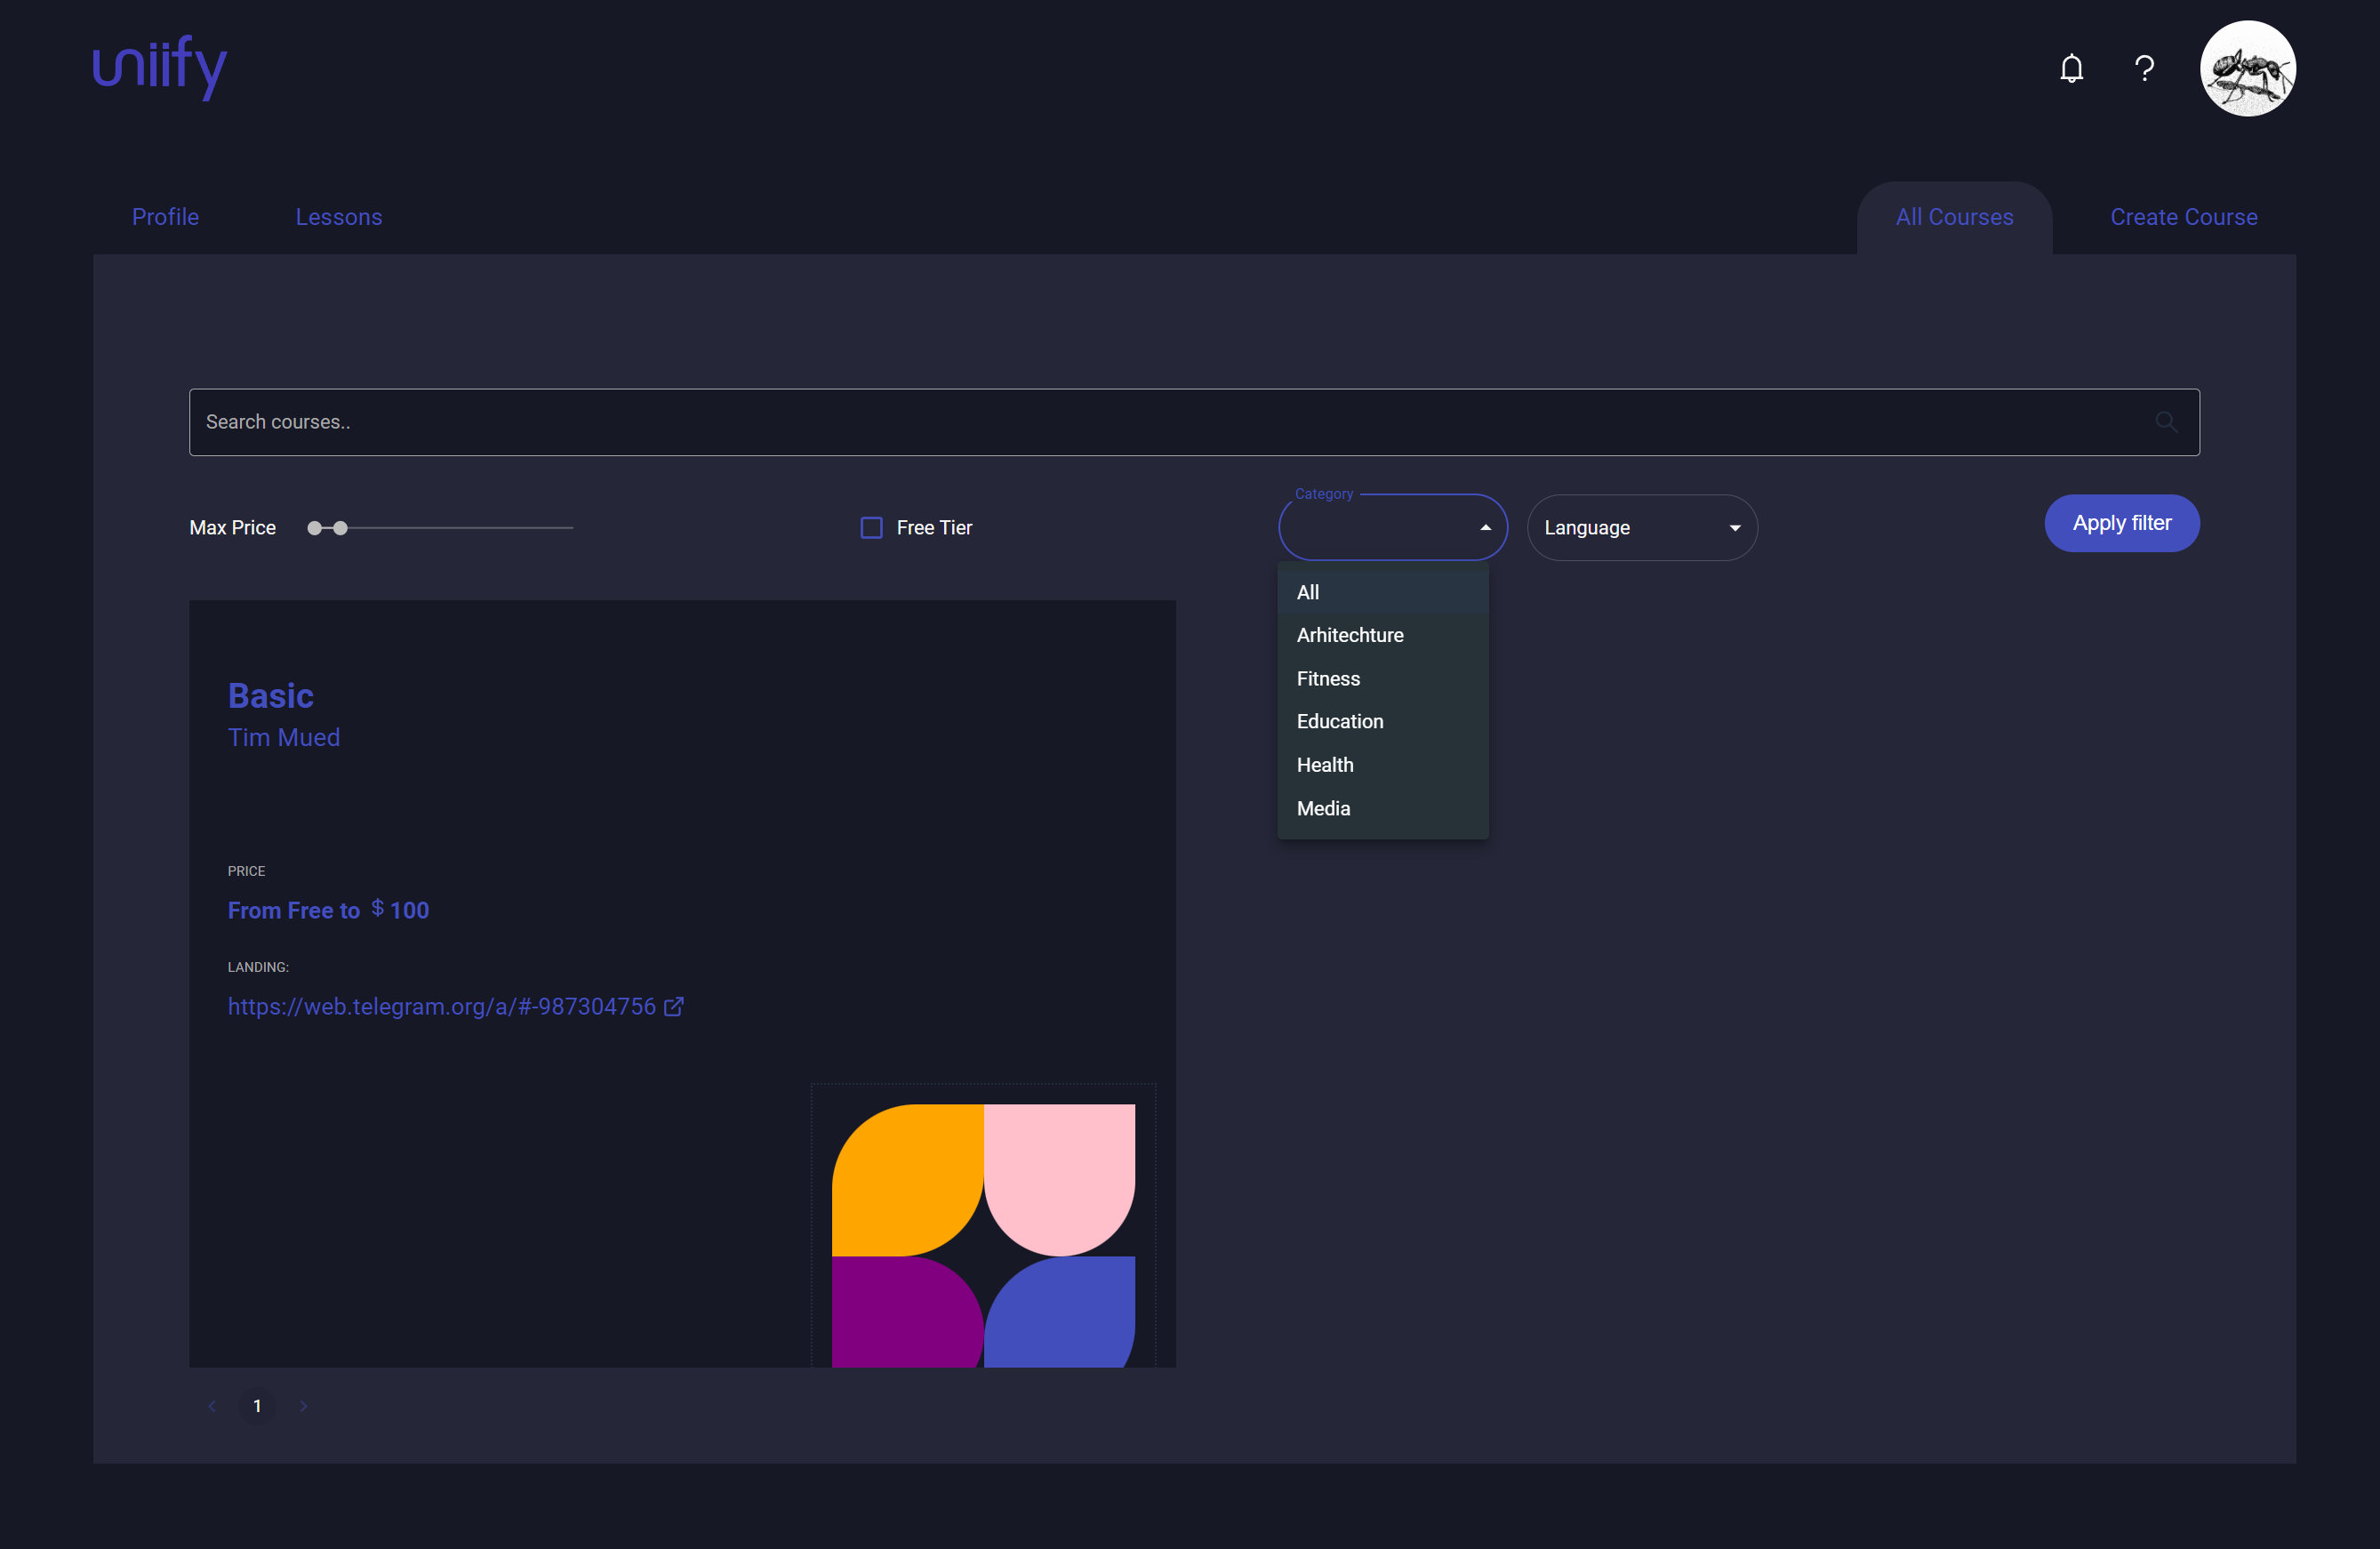 uniify
Profile
Lessons
All Courses
Create Course
Search courses..
Max Price
Free Tier
Category
Language
Apply filter
All
Arhitechture
Fitness
Education
Health
Media
Basic
Tim Mued
PRICE
From Free to $ 100
LANDING:
https://web.telegram.org/a/#-987304756
1